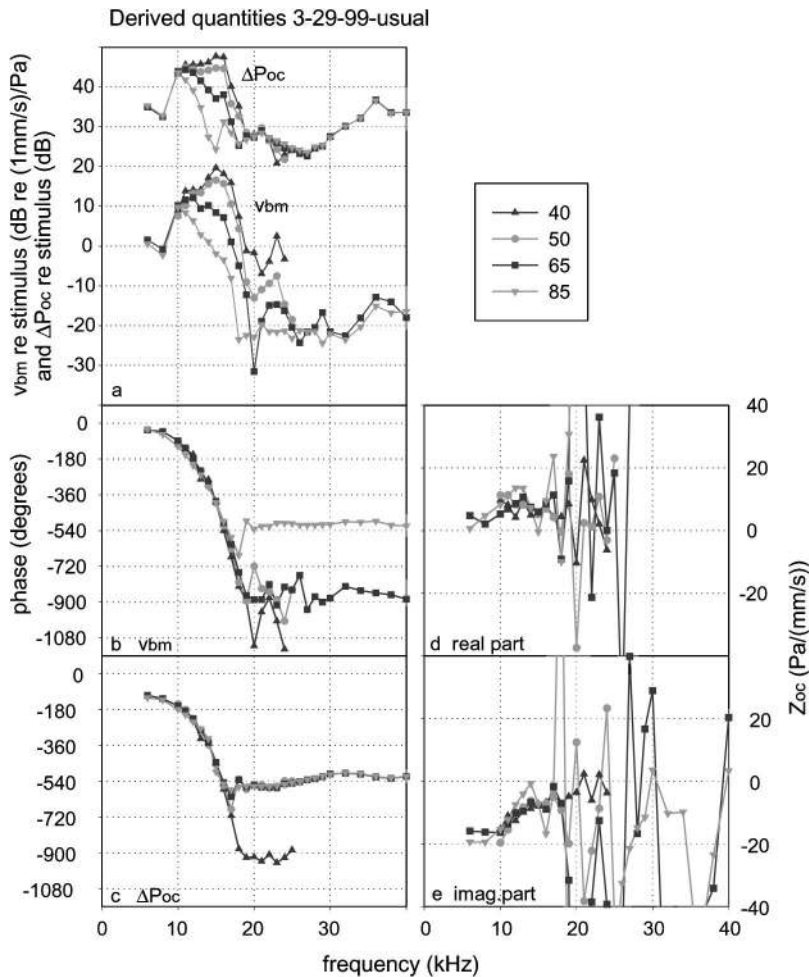 Derived quantities 3-29-99-usual
vbm re stimulus (dB re (1mm/s)/Pa)
and ΔPoc re stimulus (dB)
40
30
20
10
0
-10
-20
-30
ΔPoc
vbm
a
40
50
65
85
phase (degrees)
0
-180
-360
-540
-720
-900
-1080
b vbm
0
-180
-360
-540
-720
-900
-1080
c ΔPoc
0 10 20 30
d real part
40
20
0
-20
Zoc (Pa/(mm/s))
e imag.part
20
0
-20
-40
0 10 20 30 40
frequency (kHz)